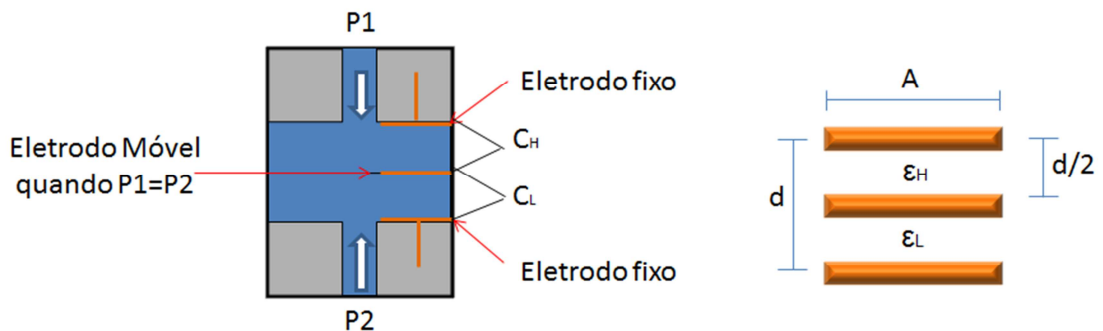 P1
Eletrodo fixo
A
Eletrodo Móvel
quando P1=P2
CH
CL
Eletrodo fixo
P2
d
εH
εL
d/2